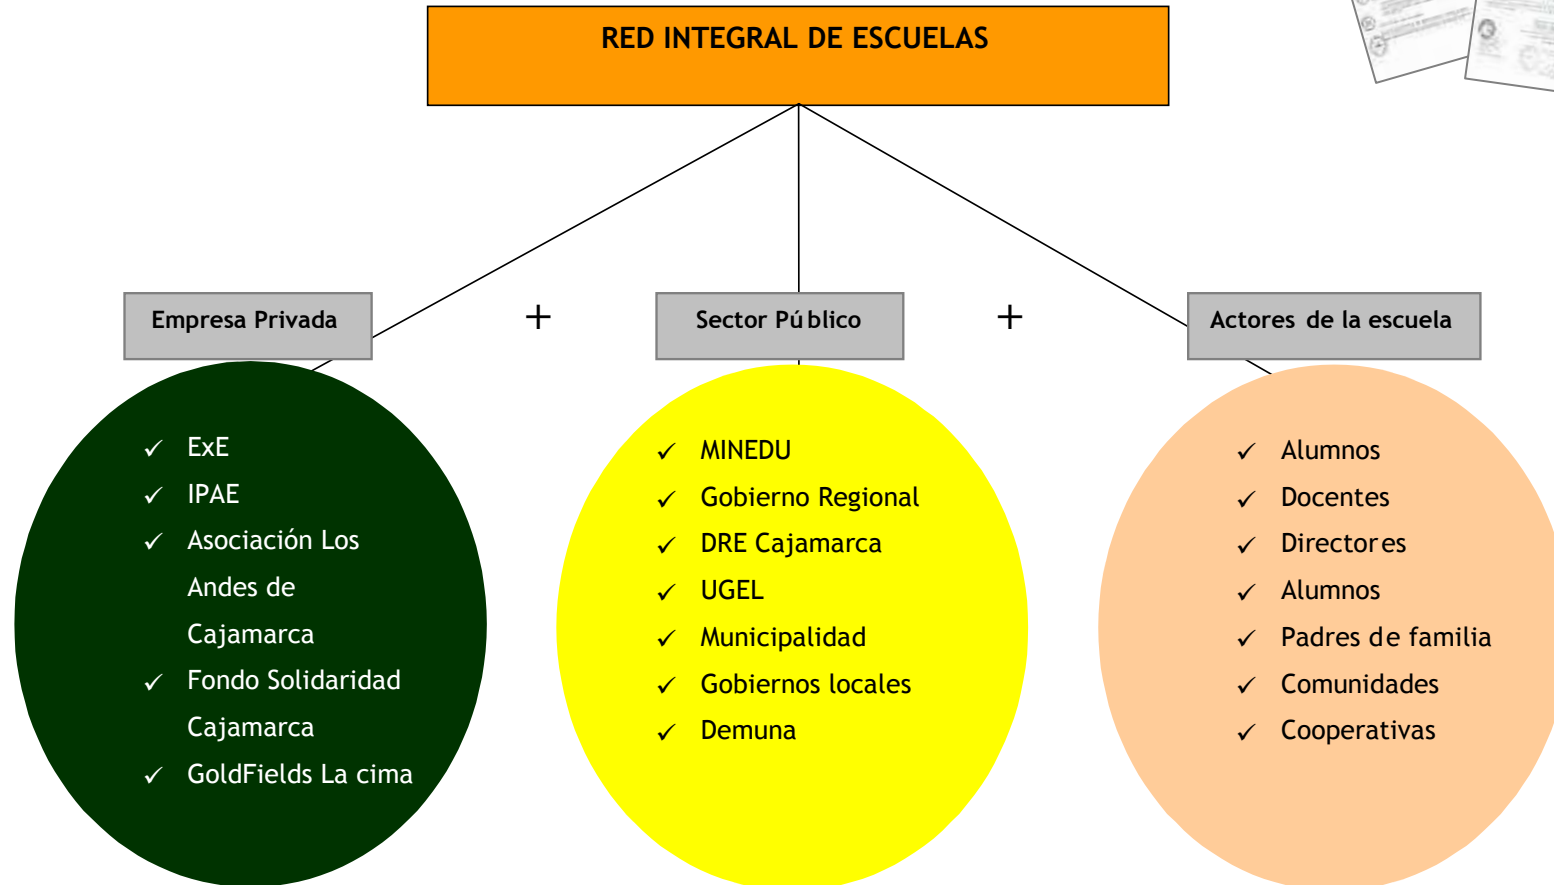 RED INTEGRAL DE ESCUELAS
Empresa Privada
+
Sector Público
+
Actores de la escuela
✓ ExE
✓ IPAE
✓ Asociación Los
Andes de
Cajamarca
✓ Fondo Solidaridad
Cajamarca
✓ GoldFields La cima
✓ MINEDU
✓ Gobierno Regional
✓ DRE Cajamarca
✓ UGEL
✓ Municipalidad
✓ Gobiernos locales
✓ Demuna
✓ Alumnos
✓ Docentes
✓ Directores
✓ Alumnos
✓ Padres de familia
✓ Comunidades
✓ Cooperativas